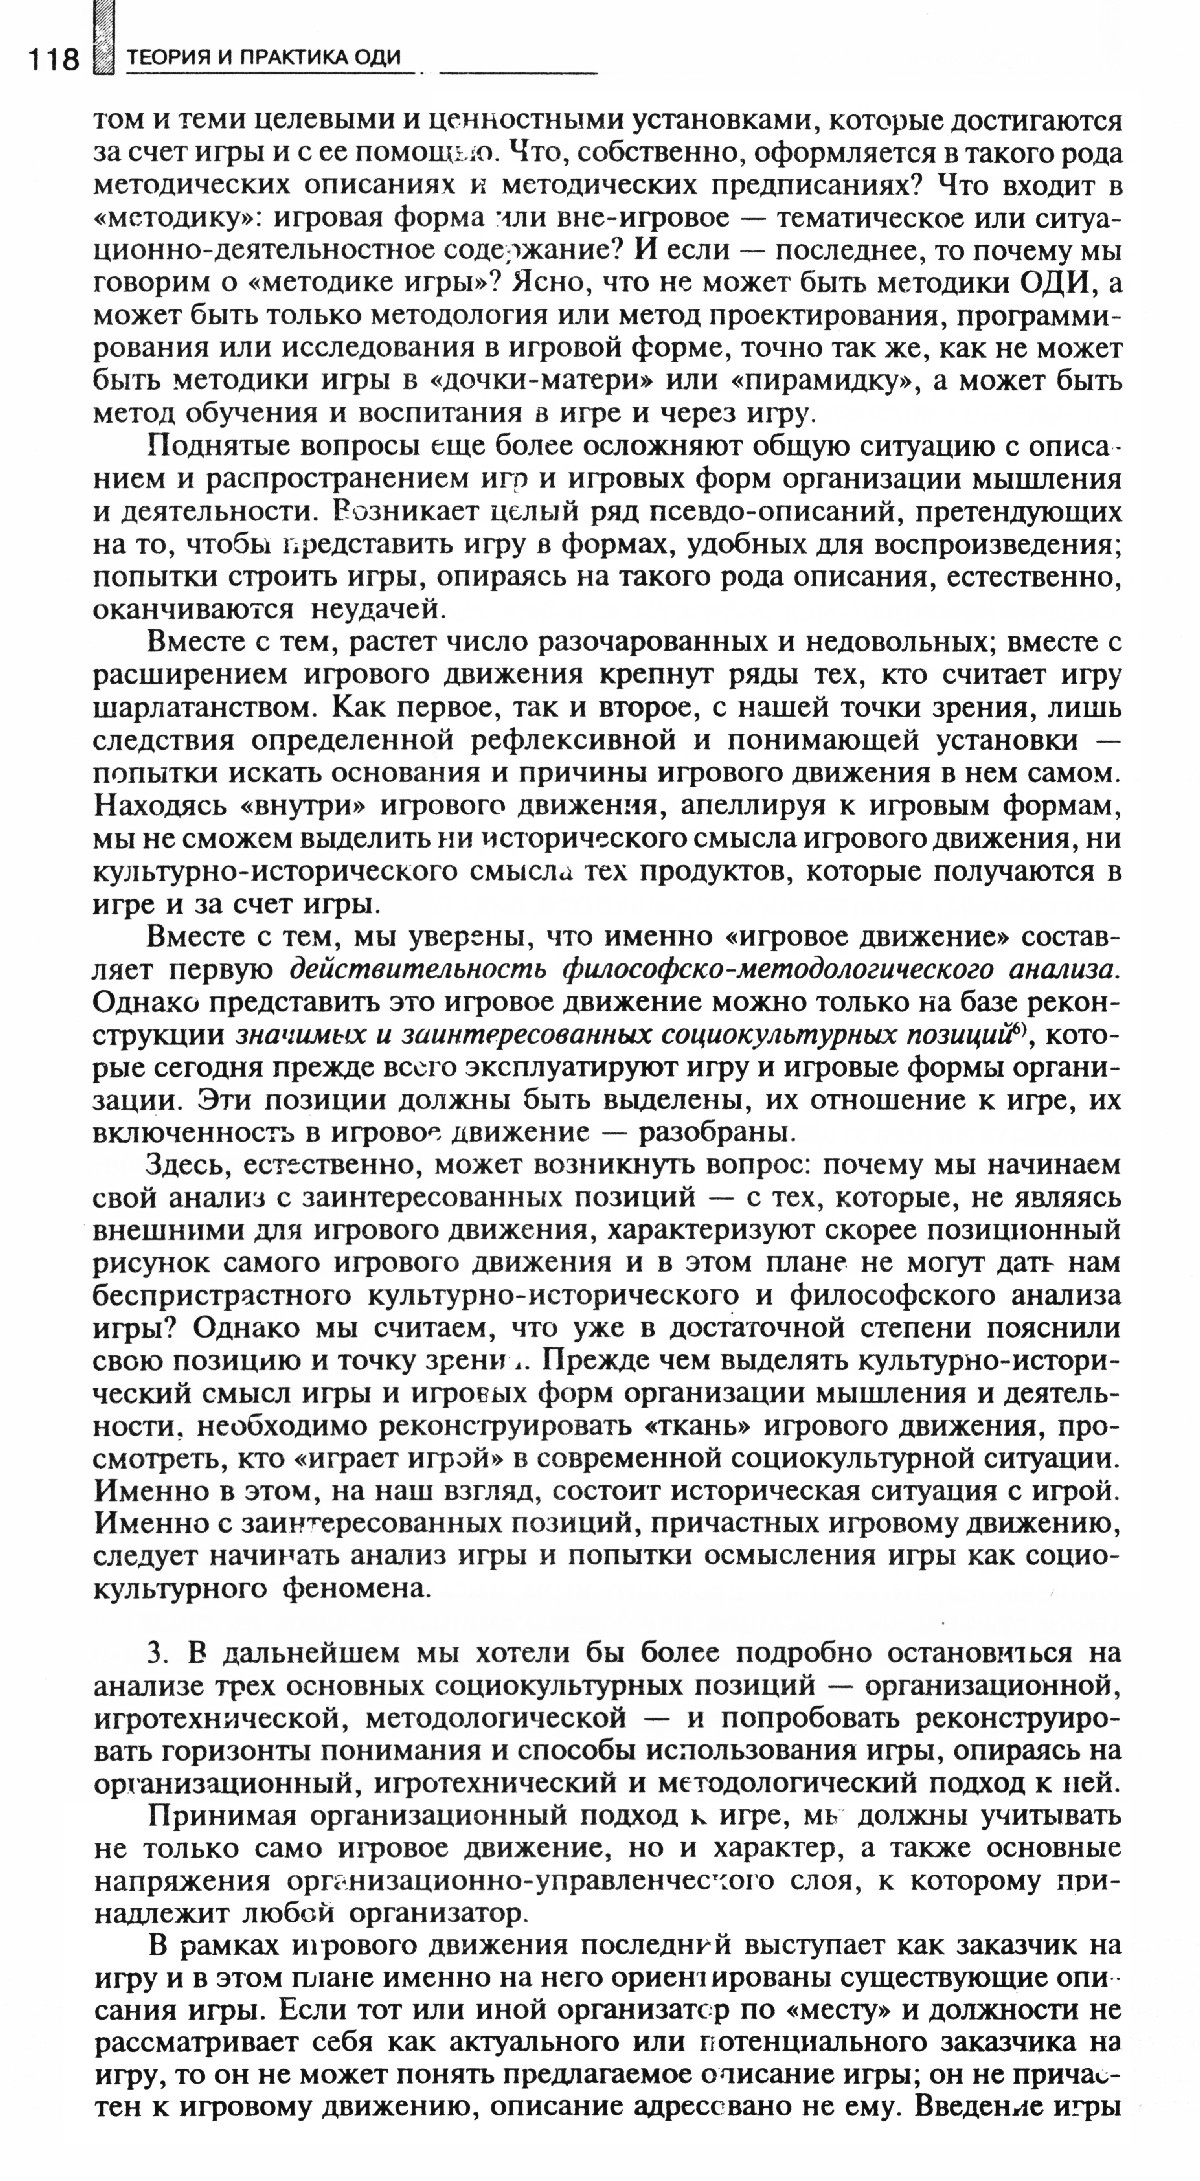 118 ТЕОРИЯ И ПРАКТИКА ОДИ
том и теми целевыми и ценностными установками, которые достигаются
за счет игры и с ее помощью. Что, собственно, оформляется в такого рода
методических описаниях и методических предписаниях? Что входит в
«методику»: игровая форма или вне-игровое — тематическое или ситуа-
ционно-деятельностное содержание? И если — последнее, то почему мы
говорим о «методике игры»? Ясно, что не может быть методики ОДИ, а
может быть только методология или метод проектирования, программи-
рования или исследования в игровой форме, точно так же, как не может
быть методики игры в «дочки-матери» или «пирамидку», а может быть
метод обучения и воспитания в игре и через игру.
Поднятые вопросы еще более осложняют общую ситуацию с описа-
нием и распространением игр и игровых форм организации мышления
и деятельности. Возникает целый ряд псевдо-описаний, претендующих
на то, чтобы представить игру в формах, удобных для воспроизведения;
попытки строить игры, опираясь на такого рода описания, естественно,
оканчиваются неудачей.
Вместе с тем, растет число разочарованных и недовольных; вместе с
расширением игрового движения крепнут ряды тех, кто считает игру
шарлатанством. Как первое, так и второе, с нашей точки зрения, лишь
следствия определенной рефлексивной и понимающей установки —
попытки искать основания и причины игрового движения в нем самом.
Находясь «внутри» игрового движения, апеллируя к игровым формам,
мы не сможем выделить ни исторического смысла игрового движения, ни
культурно-исторического смысла тех продуктов, которые получаются в
игре и за счет игры.
Вместе с тем, мы уверены, что именно «игровое движение» состав-
ляет первую действительность философско-методологического анализа.
Однако представить это игровое движение можно только на базе рекон-
струкции значимых и заинтересованных социокультурных позиций⁶⁾, кото-
рые сегодня прежде всего эксплуатируют игру и игровые формы органи-
зации. Эти позиции должны быть выделены, их отношение к игре, их
включенность в игровое движение — разобраны.
Здесь, естественно, может возникнуть вопрос: почему мы начинаем
свой анализ с заинтересованных позиций — с тех, которые, не являясь
внешними для игрового движения, характеризуют скорее позиционный
рисунок самого игрового движения и в этом плане не могут дать нам
беспристрастного культурно-исторического и философского анализа
игры? Однако мы считаем, что уже в достаточной степени пояснили
свою позицию и точку зрения. Прежде чем выделять культурно-истори-
ческий смысл игры и игровых форм организации мышления и деятель-
ности, необходимо реконструировать «ткань» игрового движения, про-
смотреть, кто «играет игрой» в современной социокультурной ситуации.
Именно в этом, на наш взгляд, состоит историческая ситуация с игрой.
Именно с заинтересованных позиций, причастных игровому движению,
следует начинать анализ игры и попытки осмысления игры как социо-
культурного феномена.
3. В дальнейшем мы хотели бы более подробно остановиться на
анализе трех основных социокультурных позиций — организационной,
игротехнической, методологической — и попробовать реконструиро-
вать горизонты понимания и способы использования игры, опираясь на
организационный, игротехнический и методологический подход к ней.
Принимая организационный подход к игре, мы должны учитывать
не только само игровое движение, но и характер, а также основные
напряжения организационно-управленческого слоя, к которому при-
надлежит любой организатор.
В рамках игрового движения последний выступает как заказчик на
игру и в этом плане именно на него ориентированы существующие опи-
сания игры. Если тот или иной организатор по «месту» и должности не
рассматривает себя как актуального или потенциального заказчика на
игру, то он не может понять предлагаемое описание игры; он не причас-
тен к игровому движению, описание адресовано не ему. Введение игры